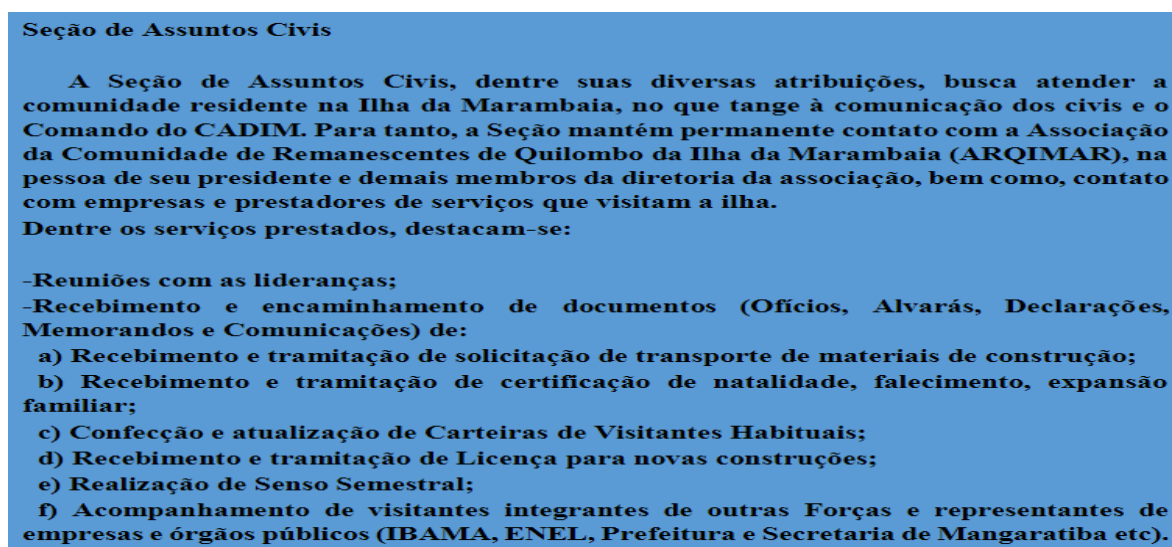 Seção de Assuntos Civis
A Seção de Assuntos Civis, dentre suas diversas atribuições, busca atender a
comunidade residente na Ilha da Marambaia, no que tange à comunicação dos civis e o
Comando do CADIM. Para tanto, a Seção mantém permanente contato com a Associação
da Comunidade de Remanescentes de Quilombo da Ilha da Marambaia (ARQIMAR), na
pessoa de seu presidente e demais membros da diretoria da associação, bem como, contato
com empresas e prestadores de serviços que visitam a ilha.
Dentre os serviços prestados, destacam-se:
-Reuniões com as lideranças;
-Recebimento e encaminhamento de documentos (Ofícios, Alvarás, Declarações,
Memorandos e Comunicações) de:
a) Recebimento e tramitação de solicitação de transporte de materiais de construção;
b) Recebimento e tramitação de certificação de natalidade, falecimento, expansão
familiar;
c) Confecção e atualização de Carteiras de Visitantes Habituais;
d) Recebimento e tramitação de Licença para novas construções;
e) Realização de Senso Semestral;
f) Acompanhamento de visitantes integrantes de outras Forças e representantes de
empresas e órgãos públicos (IBAMA, ENEL, Prefeitura e Secretaria de Mangaratiba etc).